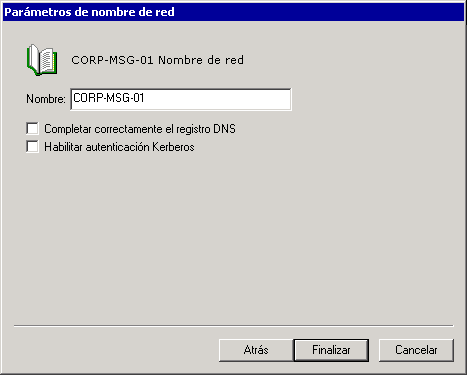 Parámetros de nombre de red
CORP-MSG-01 Nombre de red
Nombre: CORP-MSG-01
Completar correctamente el registro DNS
Habilitar autenticación Kerberos
Atrás Finalizar Cancelar